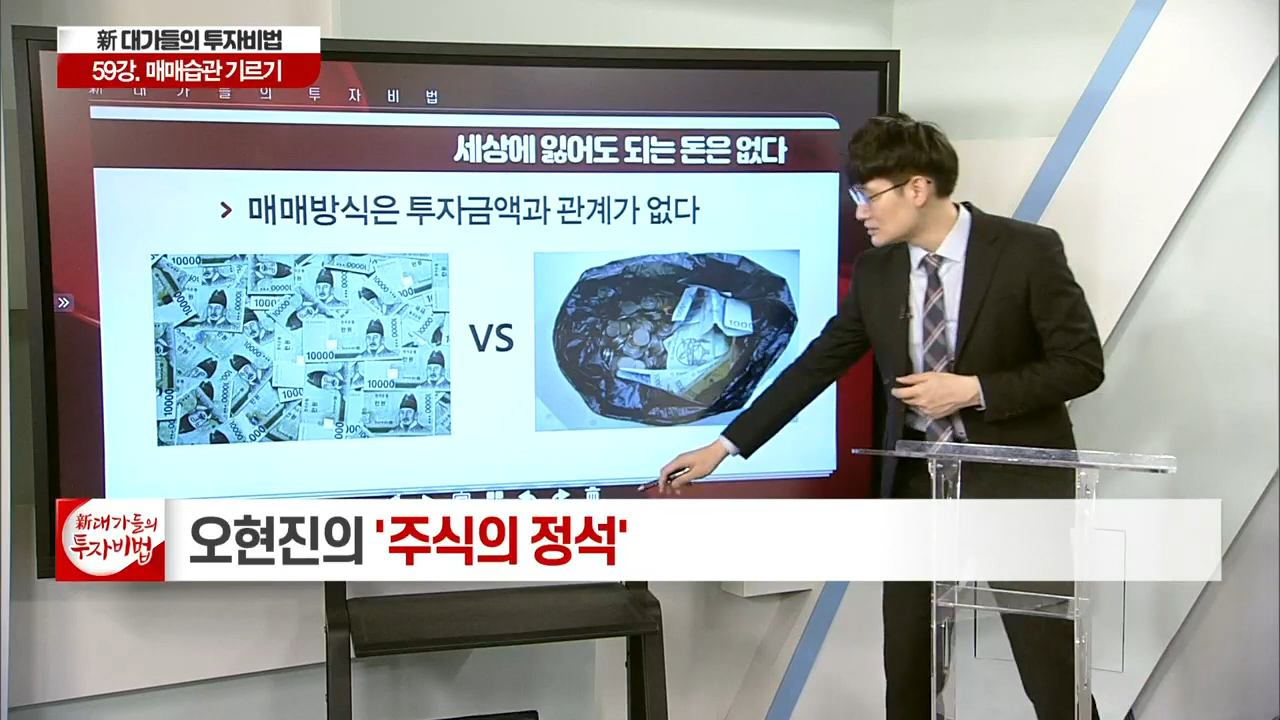 新 대가들의 투자비법
59강. 매매습관 기르기
新 대 가 들 의 투 자 비 법
세상에 잃어도 되는 돈은 없다
> 매매방식은 투자금액과 관계가 없다
VS
新대가들의
투자비법
오현진의 '주식의 정석'